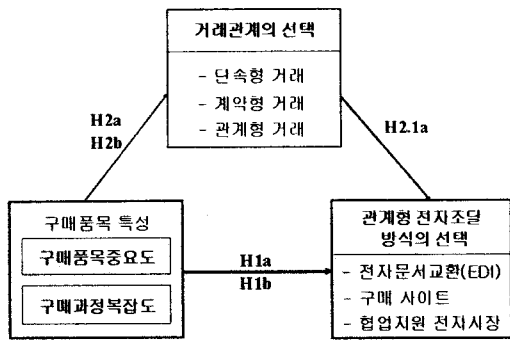 거래관계의 선택
- 단속형 거래
- 계약형 거래
- 관계형 거래
H2a
H2b
H2.1a
구매품목 특성
구매품목중요도
구매과정복잡도
H1a
H1b
관계형 전자조달
방식의 선택
- 전자문서교환(EDI)
- 구매 사이트
- 협업지원 전자시장